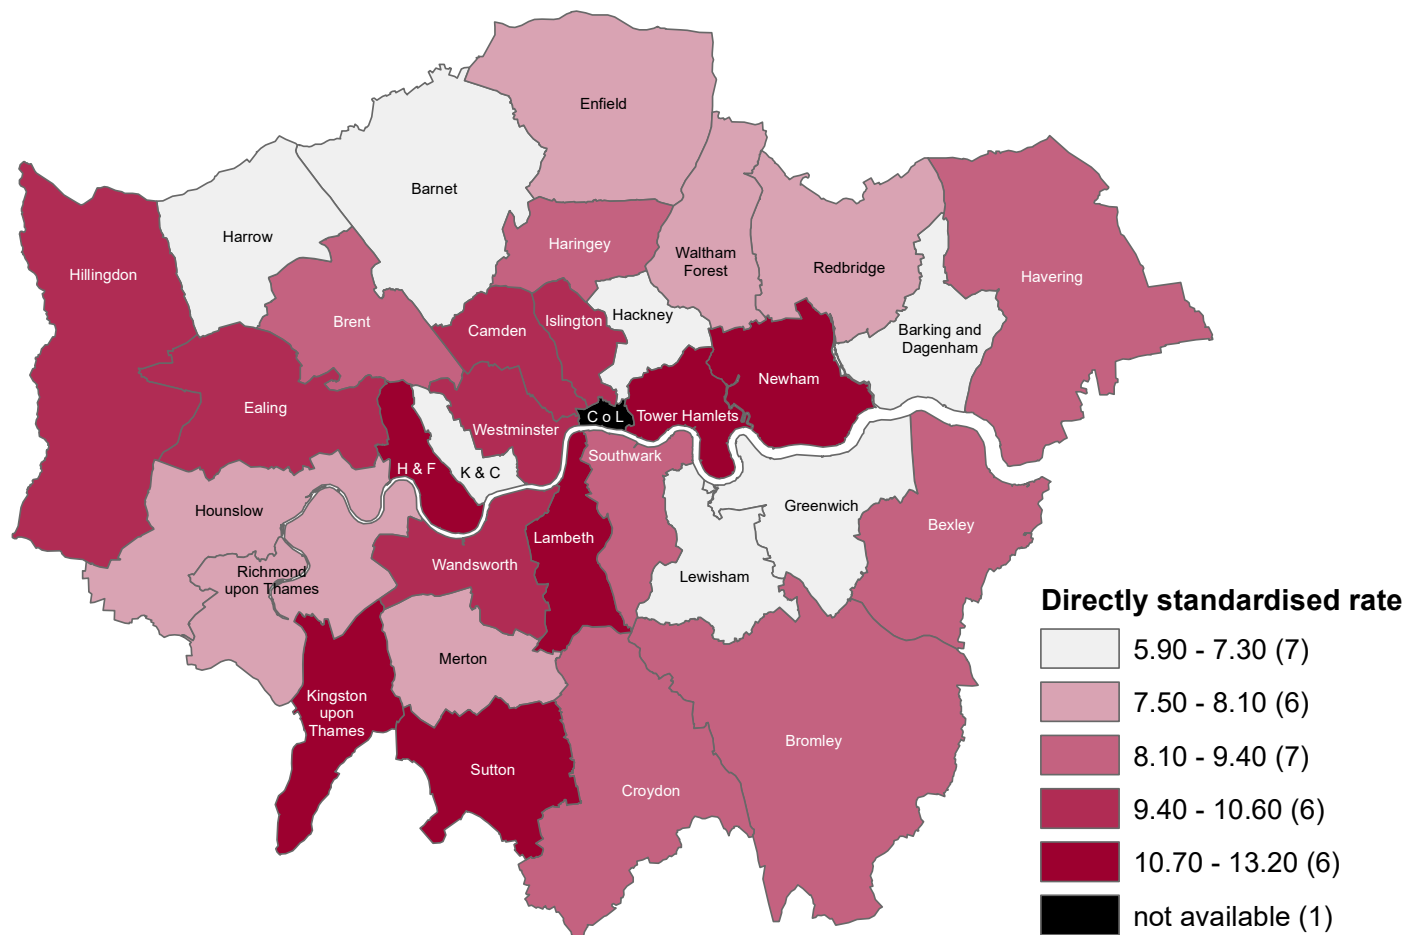 Enfield
Barnet
Harrow
Haringey
Waltham
Forest
Redbridge
Havering
Hillingdon
Brent
Camden
Islington
Hackney
Barking and
Dagenham
Newham
Ealing
Westminster
C o L
Tower Hamlets
H & F
K & C
Southwark
Hounslow
Greenwich
Bexley
Lambeth
Wandsworth
Richmond
upon Thames
Lewisham
Merton
Kingston
upon
Thames
Sutton
Croydon
Bromley
Directly standardised rate
5.90 - 7.30 (7)
7.50 - 8.10 (6)
8.10 - 9.40 (7)
9.40 - 10.60 (6)
10.70 - 13.20 (6)
not available (1)